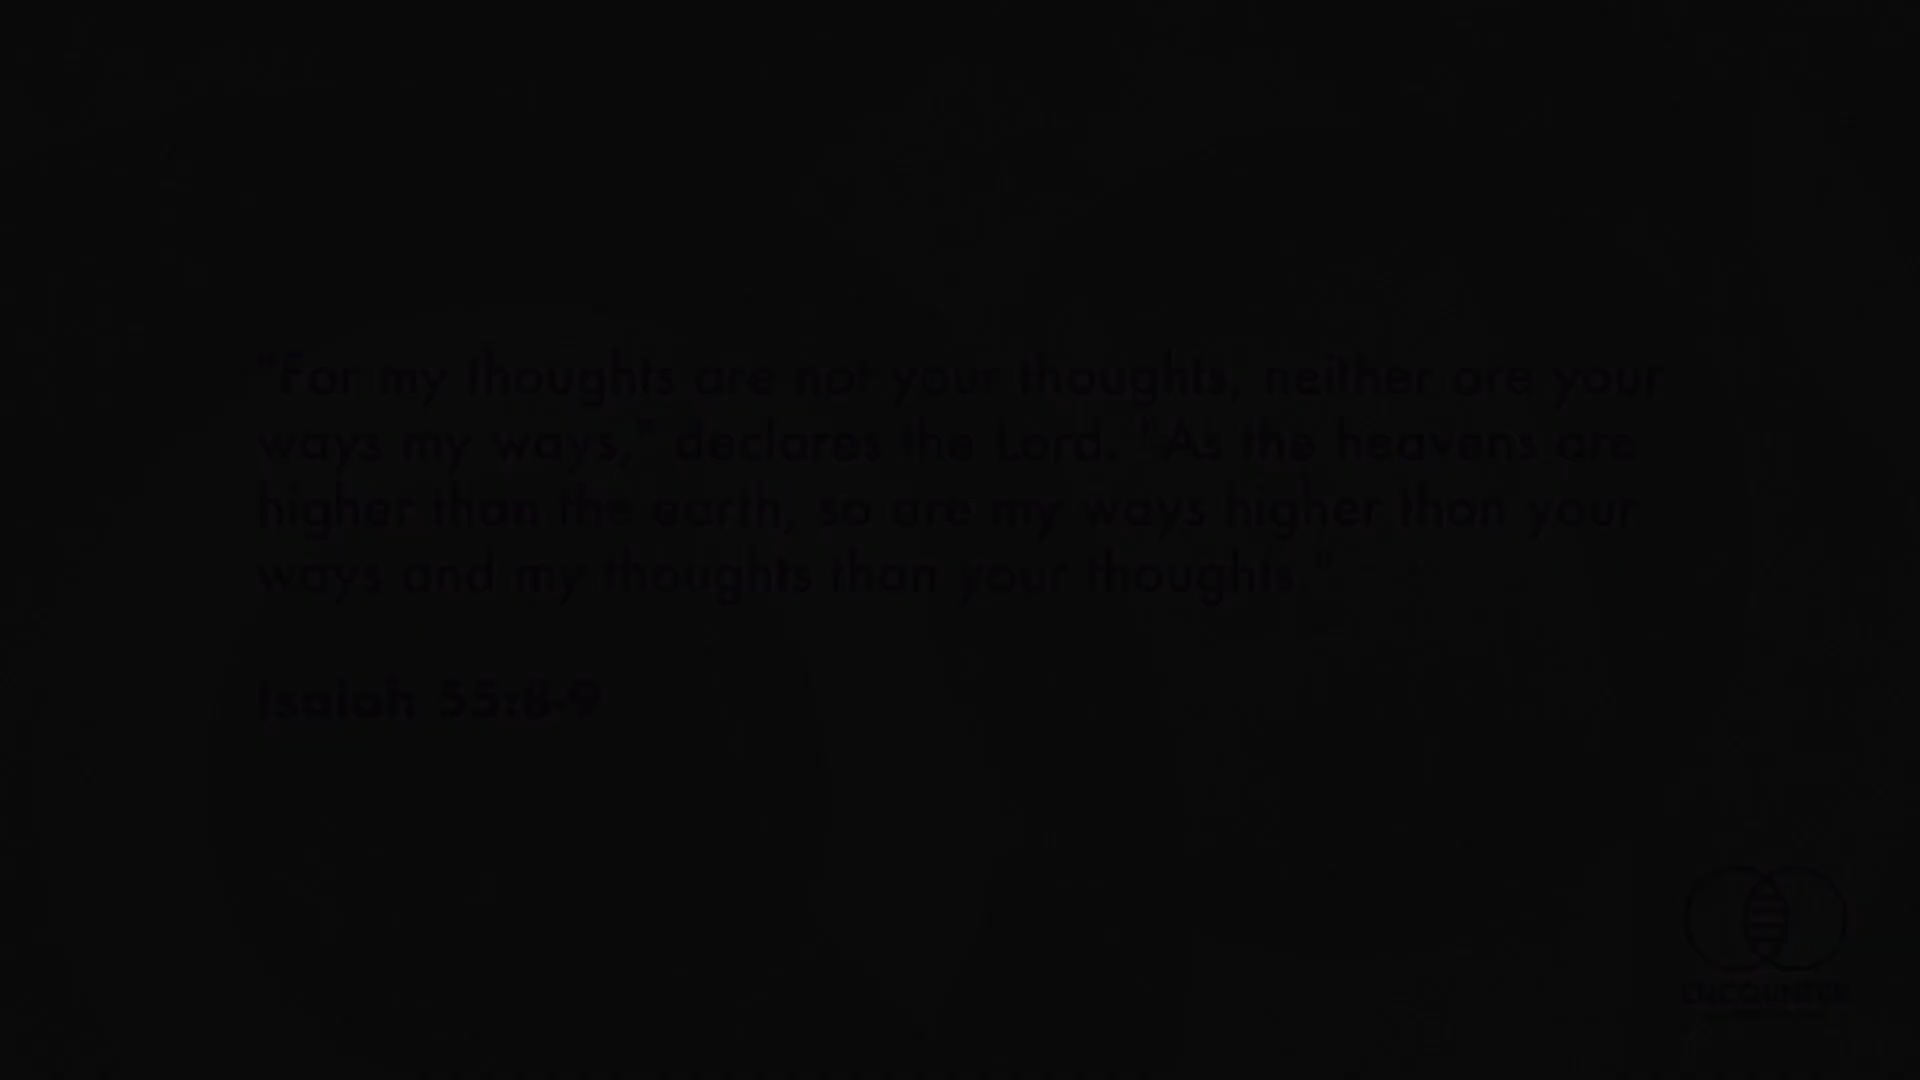 "For my thoughts are not your thoughts, neither are your
ways my ways," declares the Lord. "As the heavens are
higher than the earth, so are my ways higher than your
ways and my thoughts than your thoughts."
Isaiah 55:8-9
ENCOUNTER